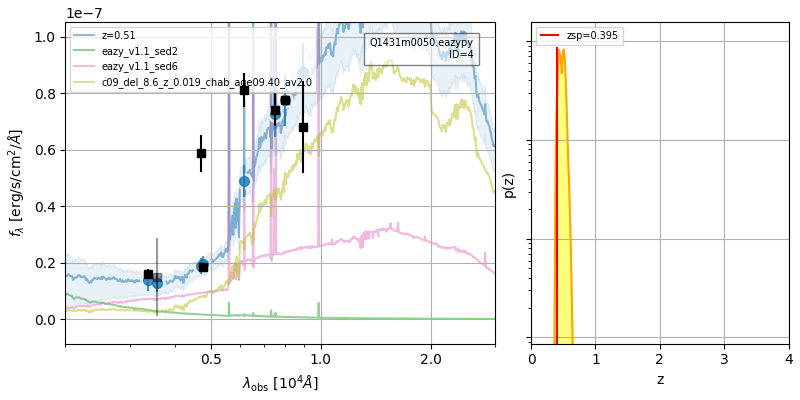 1e−7
z=0.51
eazy_v1.1_sed2
eazy_v1.1_sed6
c09_del_8.6_z_0.019_chab_age09.40_av2.0
Q1431m0050.eazypy
ID=4
1.0
0.8
0.6
0.4
0.2
0.0
fλ [erg/s/cm²/Å]
0.5
1.0
2.0
λobs [10⁴Å]
zsp=0.395
p(z)
0
1
2
3
4
z